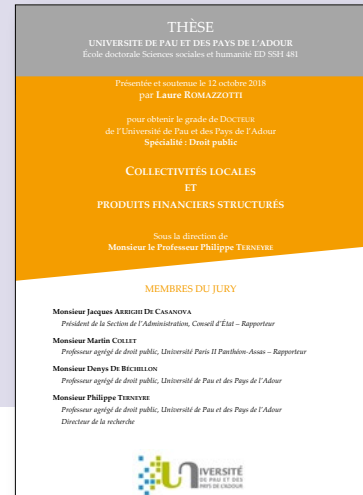 THÈSE
UNIVERSITE DE PAU ET DES PAYS DE L'ADOUR
École doctorale Sciences sociales et humanité ED SSH 481
Présentée et soutenue le 12 octobre 2018
par Laure ROMAZZOTTI
pour obtenir le grade de DOCTEUR
de l'Université de Pau et des Pays de l'Adour
Spécialité : Droit public
COLLECTIVITÉS LOCALES
ET
PRODUITS FINANCIERS STRUCTURÉS
Sous la direction de
Monsieur le Professeur Philippe TERNEYRE
MEMBRES DU JURY
Monsieur Jacques ARRIGHI DE CASANOVA
Président de la Section de l'Administration, Conseil d'État – Rapporteur
Monsieur Martin COLLET
Professeur agrégé de droit public, Université Paris II Panthéon-Assas – Rapporteur
Monsieur Denys DE BÉCHILLON
Professeur agrégé de droit public, Université de Pau et des Pays de l'Adour
Monsieur Philippe TERNEYRE
Professeur agrégé de droit public, Université de Pau et des Pays de l'Adour
Directeur de la recherche
UNIVERSITÉ
DE PAU ET DES
PAYS DE L'ADOUR